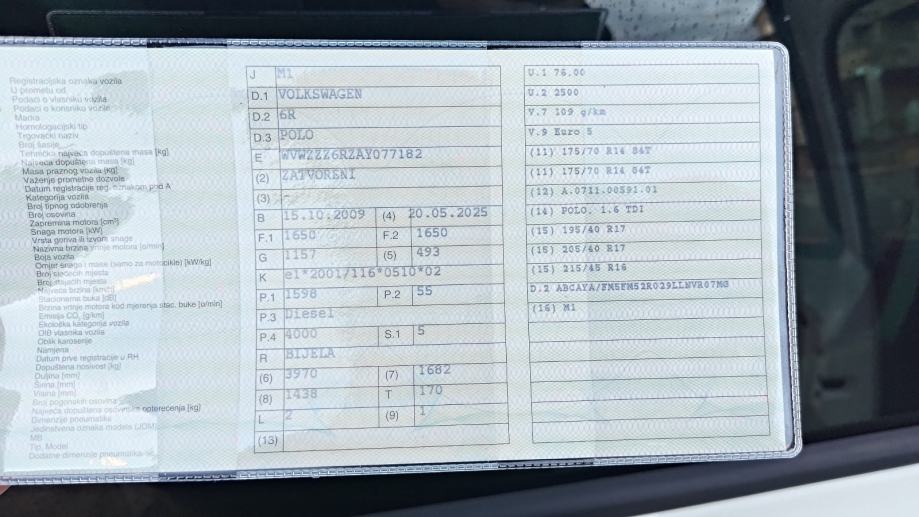 Registracijska oznaka vozila
U prometu od
Podaci o vlasniku vozila
Podaci o korisniku vozila
Marka
Homologacijski tip
Trgovački naziv
Broj šasije
Tehnička najveća dopuštena masa [kg]
Najveća dopuštena masa [kg]
Masa praznog vozila [kg]
Važenje prometne dozvole
Datum registracije reg. oznakom pod A
Kategorija vozila
Broj tipnog odobrenja
Broj osovina
Zapremina motora [cm³]
Snaga motora [kW]
Vrsta goriva ili izvor snage
Nazivna brzina vrtnje motora [o/min]
Boja vozila
Omjer snaga i mase (samo za motocikle) [kW/kg]
Broj sjedećih mjesta
Broj stajaćih mjesta
Najveća brzina [km/h]
Stacionarna buka [dB]
Brzina vrtnje motora kod mjerenja stac. buke [o/min]
Emisija CO₂ [g/km]
Ekološka kategorija vozila
OIB vlasnika vozila
Oblik karoserije
Namjena
Datum prve registracije u RH
Dopuštena nosivost [kg]
Duljina [mm]
Širina [mm]
Visina [mm]
Broj pogonskih osovina
Najveća dopuštena osovinska opterećenja [kg]
Dimenzije pneumatika
Jedinstvena oznaka modela (JOM)
MB
Tip, Model
Dodatne dimenzije pneumatika
J M1
D.1 VOLKSWAGEN
D.2 6R
D.3 POLO
E WVWZZZ6RZAY077182
(2) ZATVORENI
(3) -
B 15.10.2009 (4) 20.05.2025
F.1 1650 F.2 1650
G 1157 (5) 493
K e1*2001/116*0510*02
P.1 1598 P.2 55
P.3 Diesel
P.4 4000 S.1 5
R BIJELA
(6) 3970 (7) 1682
(8) 1438 T 170
L 2 (9) 1
(13)
U.1 76,00
U.2 2500
V.7 109 g/km
V.9 Euro 5
(11) 175/70 R14 84T
(11) 175/70 R14 84T
(12) A.0711.00591.01
(14) POLO. 1.6 TDI
(15) 195/40 R17
(15) 205/40 R17
(15) 215/45 R16
D.2 ABCAYA/FM5FM52R029LLNVR07MG
(16) M1